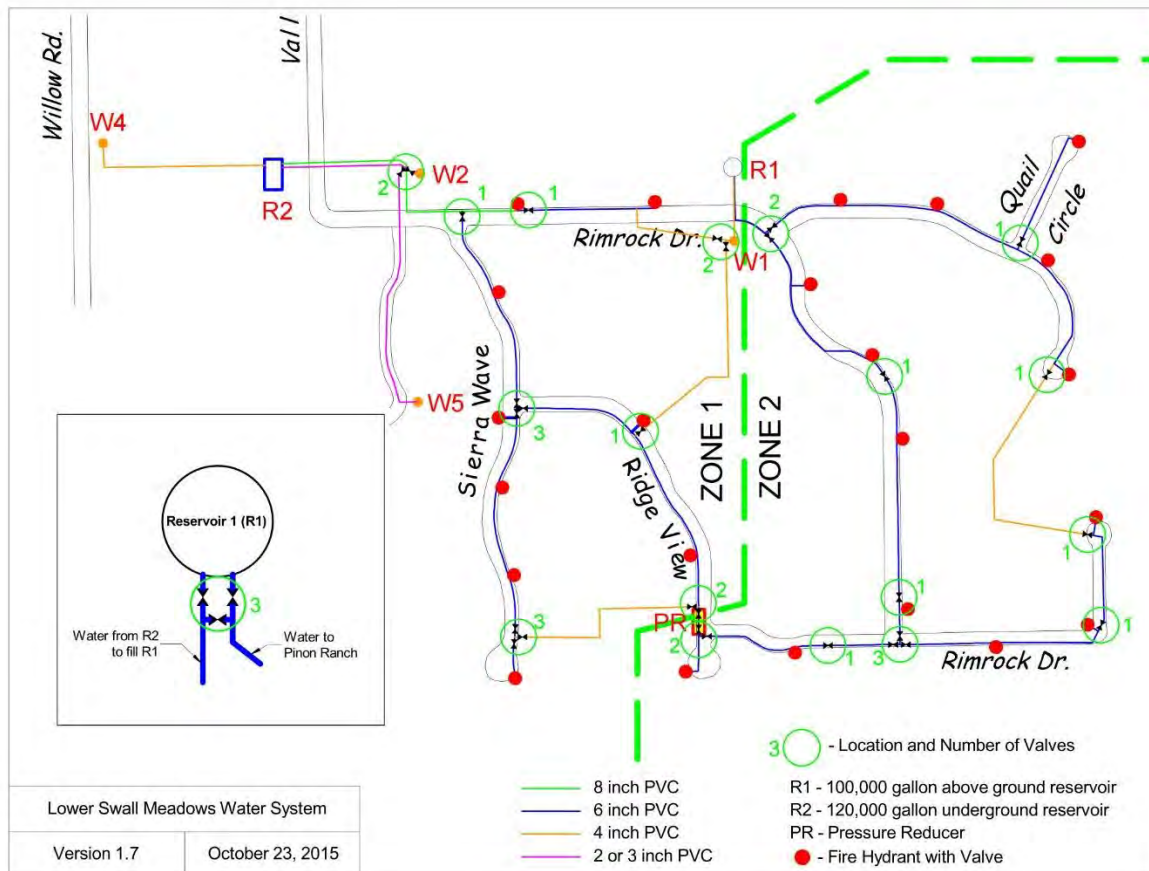 Willow Rd.
Val l
W4
R2
2
W2
1
1
R1
2
Rimrock Dr.
2
W1
Quail
Circle
1
1
1
W5
Sierra Wave
3
1
Ridge View
ZONE 1
ZONE 2
1
1
2
PR
2
3
1
3
1
Rimrock Dr.
Reservoir 1 (R1)
3
Water from R2
to fill R1
Water to
Pinon Ranch
Lower Swall Meadows Water System
Version 1.7
October 23, 2015
8 inch PVC
6 inch PVC
4 inch PVC
2 or 3 inch PVC
3 - Location and Number of Valves
R1 - 100,000 gallon above ground reservoir
R2 - 120,000 gallon underground reservoir
PR - Pressure Reducer
- Fire Hydrant with Valve